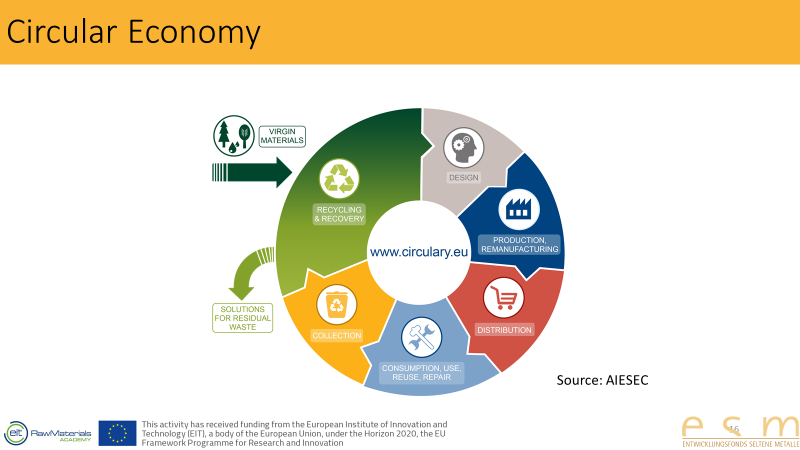 Circular Economy
VIRGIN
MATERIALS
DESIGN
RECYCLING
& RECOVERY
PRODUCTION,
REMANUFACTURING
www.circulary.eu
SOLUTIONS
FOR RESIDUAL
WASTE
COLLECTION
DISTRIBUTION
CONSUMPTION, USE,
REUSE, REPAIR
Source: AIESEC
eit RawMaterials
ACADEMY
This activity has received funding from the European Institute of Innovation and
Technology (EIT), a body of the European Union, under the Horizon 2020, the EU
Framework Programme for Research and Innovation
esm
16
ENTWICKLUNGSFONDS SELTENE METALLE